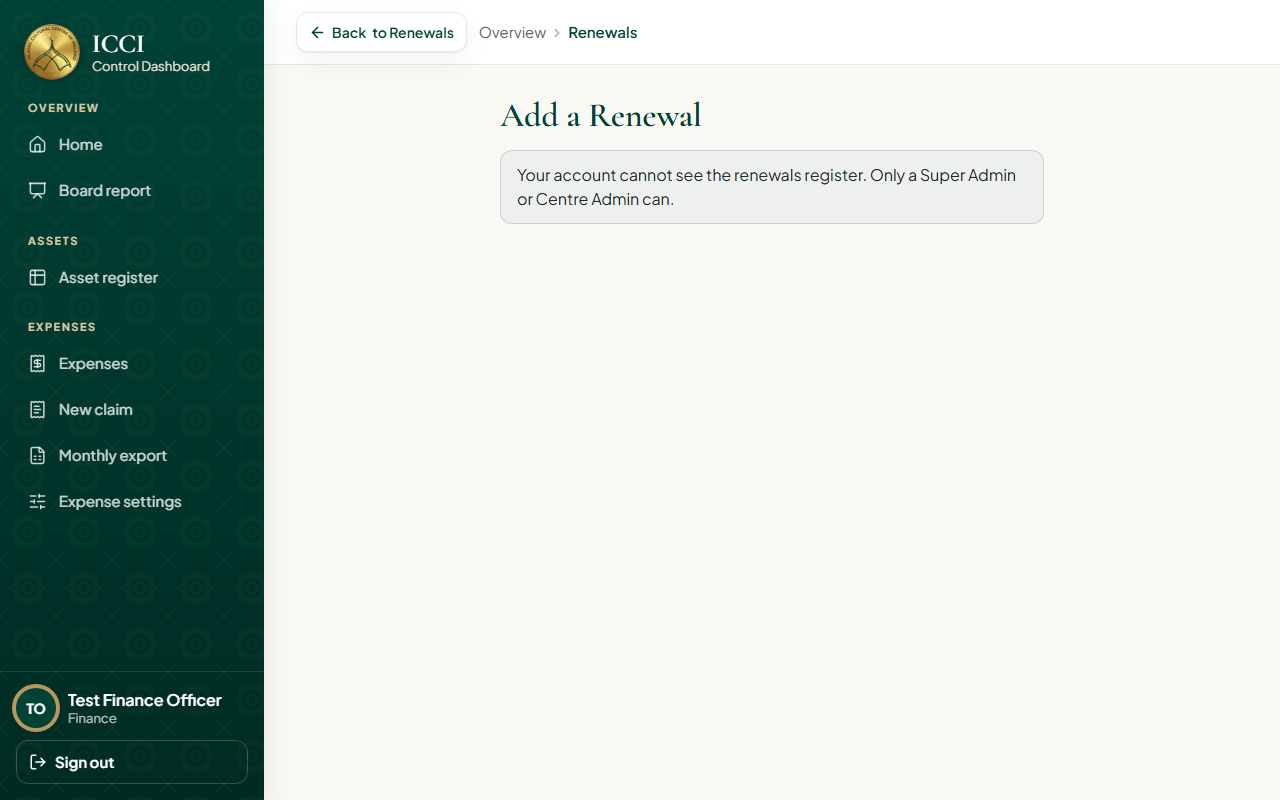 ICCI
Control Dashboard
OVERVIEW
Home
Board report
ASSETS
Asset register
EXPENSES
Expenses
New claim
Monthly export
Expense settings
TO
Test Finance Officer
Finance
Sign out
Back to Renewals
Overview
Renewals
Add a Renewal
Your account cannot see the renewals register. Only a Super Admin
or Centre Admin can.